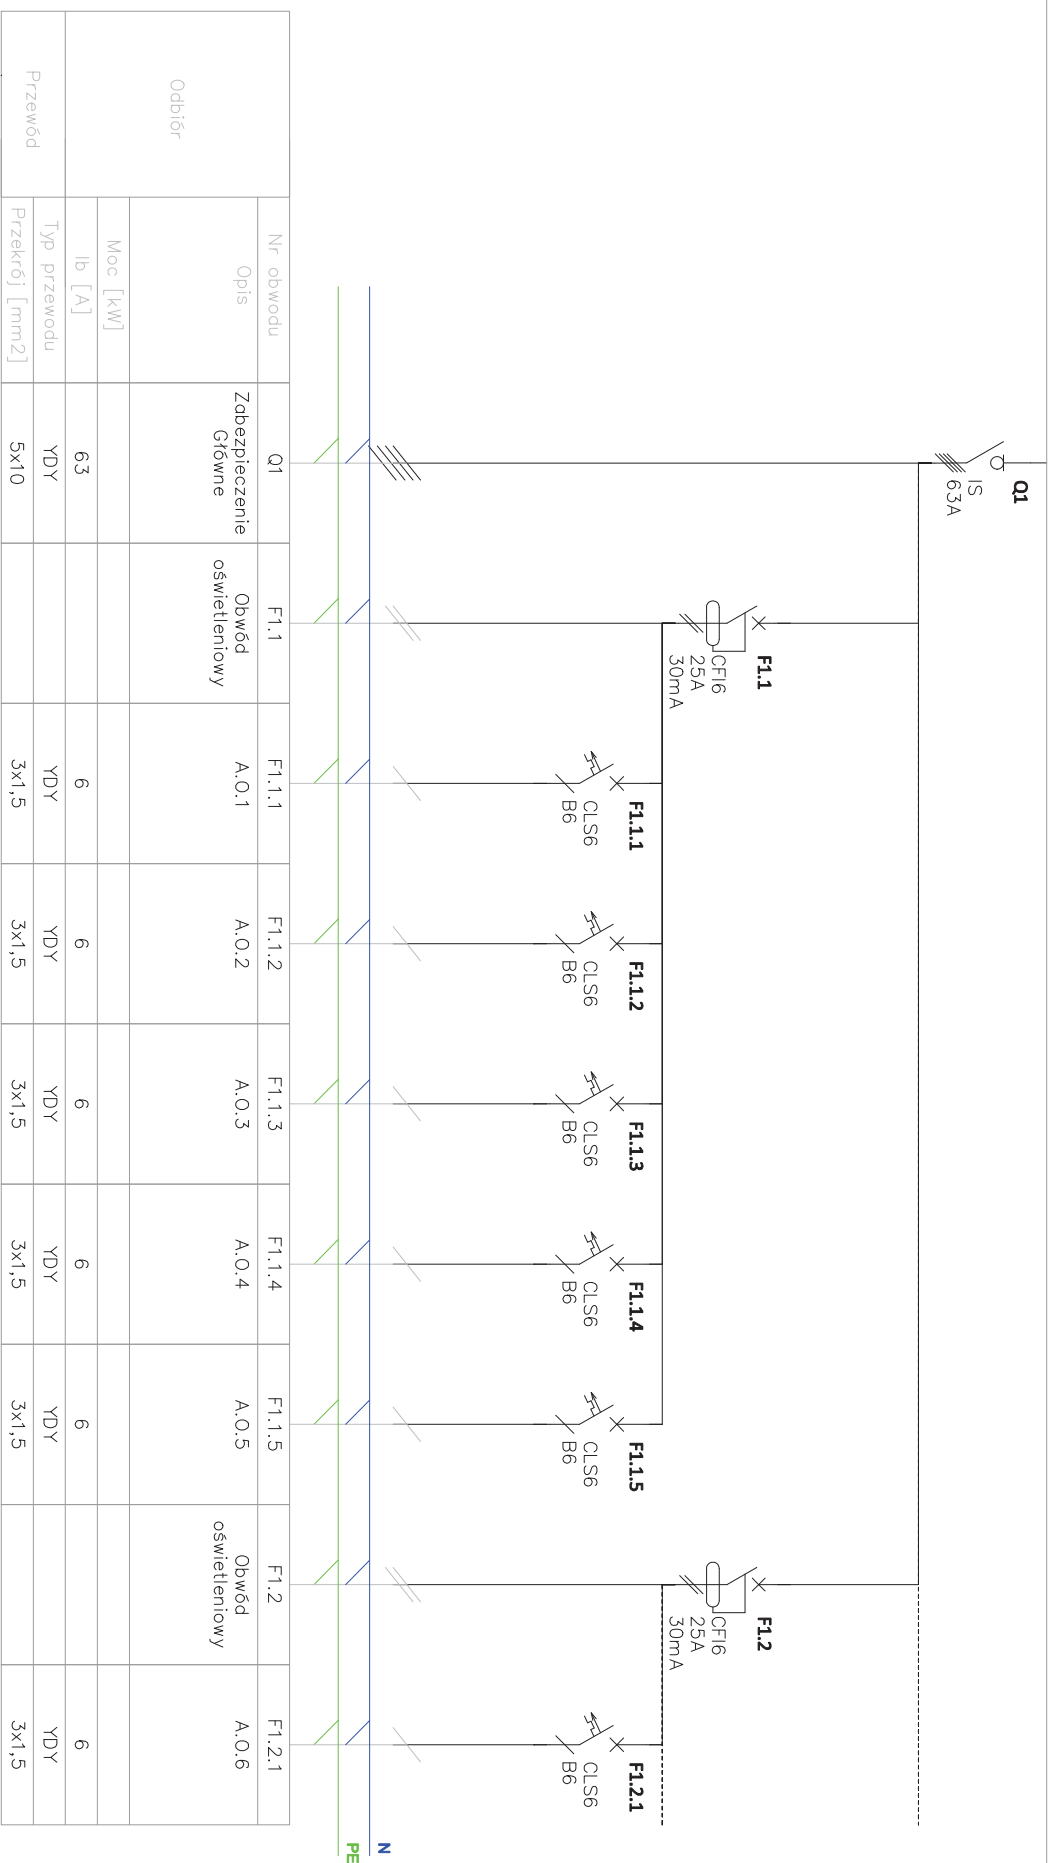 Q1
IS
63A
F1.1
CFI6
25A
30mA
F1.2
CFI6
25A
30mA
F1.1.1
CLS6
B6
F1.1.2
CLS6
B6
F1.1.3
CLS6
B6
F1.1.4
CLS6
B6
F1.1.5
CLS6
B6
F1.2.1
CLS6
B6
N
PE
Odbiór
Nr obwodu
Q1
F1.1
F1.1.1
F1.1.2
F1.1.3
F1.1.4
F1.1.5
F1.2
F1.2.1
Opis
Zabezpieczenie
Główne
Obwód
oświetleniowy
A.O.1
A.O.2
A.O.3
A.O.4
A.O.5
Obwód
oświetleniowy
A.O.6
Moc [kW]
Ib [A]
63
6
6
6
6
6
6
Przewód
Typ przewodu
YDY
YDY
YDY
YDY
YDY
YDY
YDY
Przekrój [mm2]
5x10
3x1,5
3x1,5
3x1,5
3x1,5
3x1,5
3x1,5